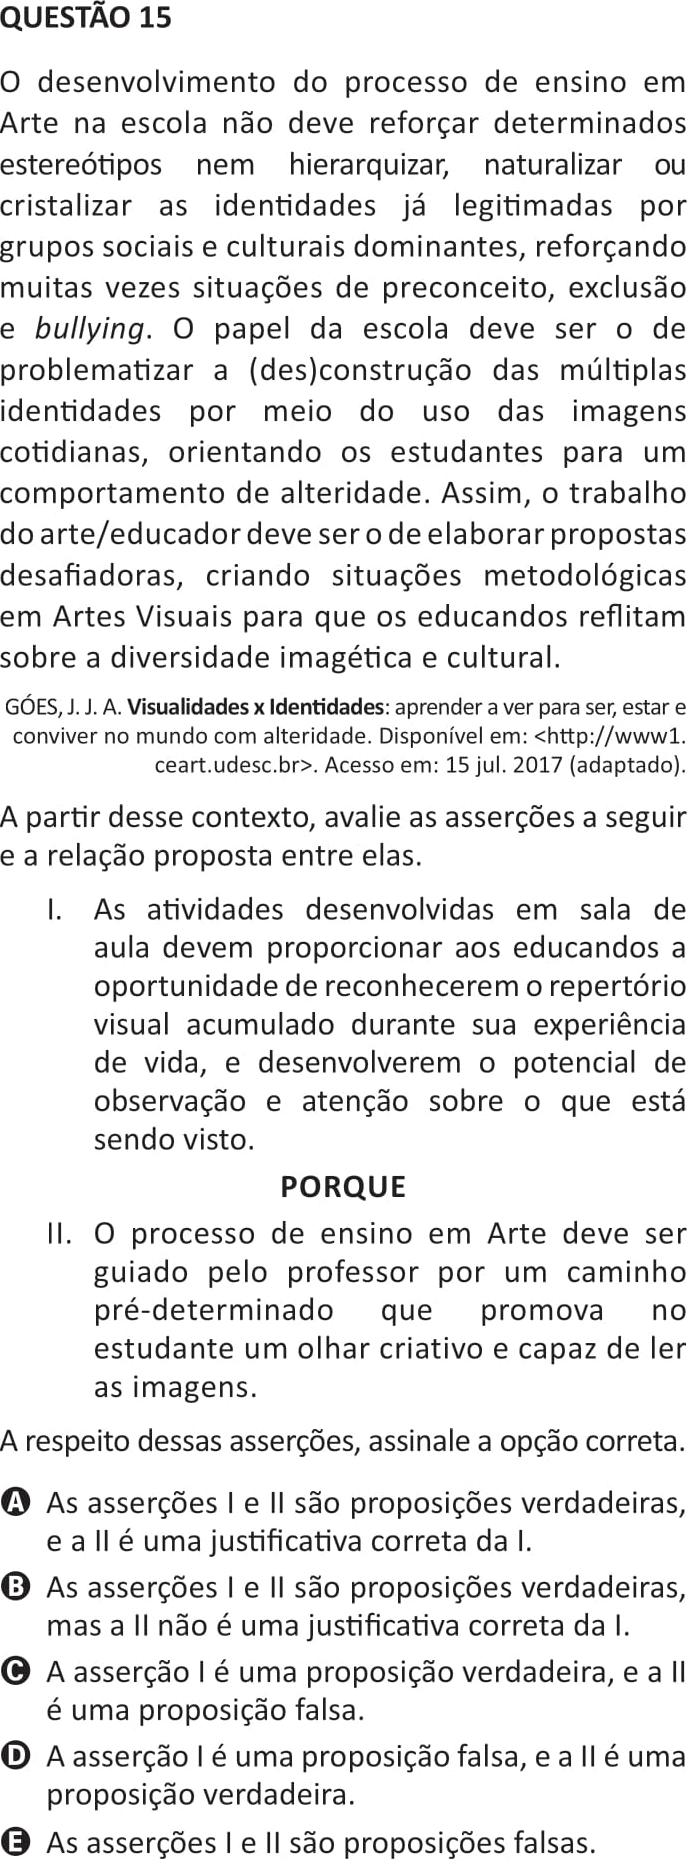 QUESTÃO 15
O desenvolvimento do processo de ensino em
Arte na escola não deve reforçar determinados
estereótipos nem hierarquizar, naturalizar ou
cristalizar as identidades já legitimadas por
grupos sociais e culturais dominantes, reforçando
muitas vezes situações de preconceito, exclusão
e bullying. O papel da escola deve ser o de
problematizar a (des)construção das múltiplas
identidades por meio do uso das imagens
cotidianas, orientando os estudantes para um
comportamento de alteridade. Assim, o trabalho
do arte/educador deve ser o de elaborar propostas
desafiadoras, criando situações metodológicas
em Artes Visuais para que os educandos reflitam
sobre a diversidade imagética e cultural.
GÓES, J. J. A. Visualidades x Identidades: aprender a ver para ser, estar e
conviver no mundo com alteridade. Disponível em: <http://www1.
ceart.udesc.br>. Acesso em: 15 jul. 2017 (adaptado).
A partir desse contexto, avalie as asserções a seguir
e a relação proposta entre elas.
I. As atividades desenvolvidas em sala de
aula devem proporcionar aos educandos a
oportunidade de reconhecerem o repertório
visual acumulado durante sua experiência
de vida, e desenvolverem o potencial de
observação e atenção sobre o que está
sendo visto.
PORQUE
II. O processo de ensino em Arte deve ser
guiado pelo professor por um caminho
pré-determinado que promova no
estudante um olhar criativo e capaz de ler
as imagens.
A respeito dessas asserções, assinale a opção correta.
A As asserções I e II são proposições verdadeiras,
e a II é uma justificativa correta da I.
B As asserções I e II são proposições verdadeiras,
mas a II não é uma justificativa correta da I.
C A asserção I é uma proposição verdadeira, e a II
é uma proposição falsa.
D A asserção I é uma proposição falsa, e a II é uma
proposição verdadeira.
E As asserções I e II são proposições falsas.